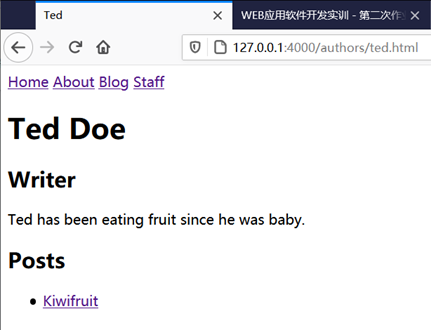 Ted
WEB应用软件开发实训 - 第二次作
127.0.0.1:4000/authors/ted.html
Home About Blog Staff
Ted Doe
Writer
Ted has been eating fruit since he was baby.
Posts
Kiwifruit